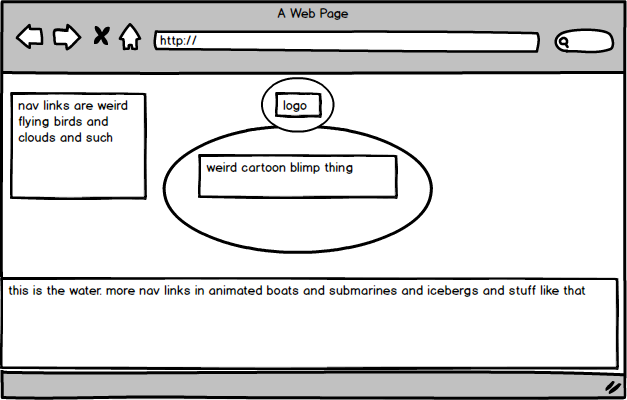 A Web Page
http://
nav links are weird
flying birds and
clouds and such
logo
weird cartoon blimp thing
this is the water. more nav links in animated boats and submarines and icebergs and stuff like that